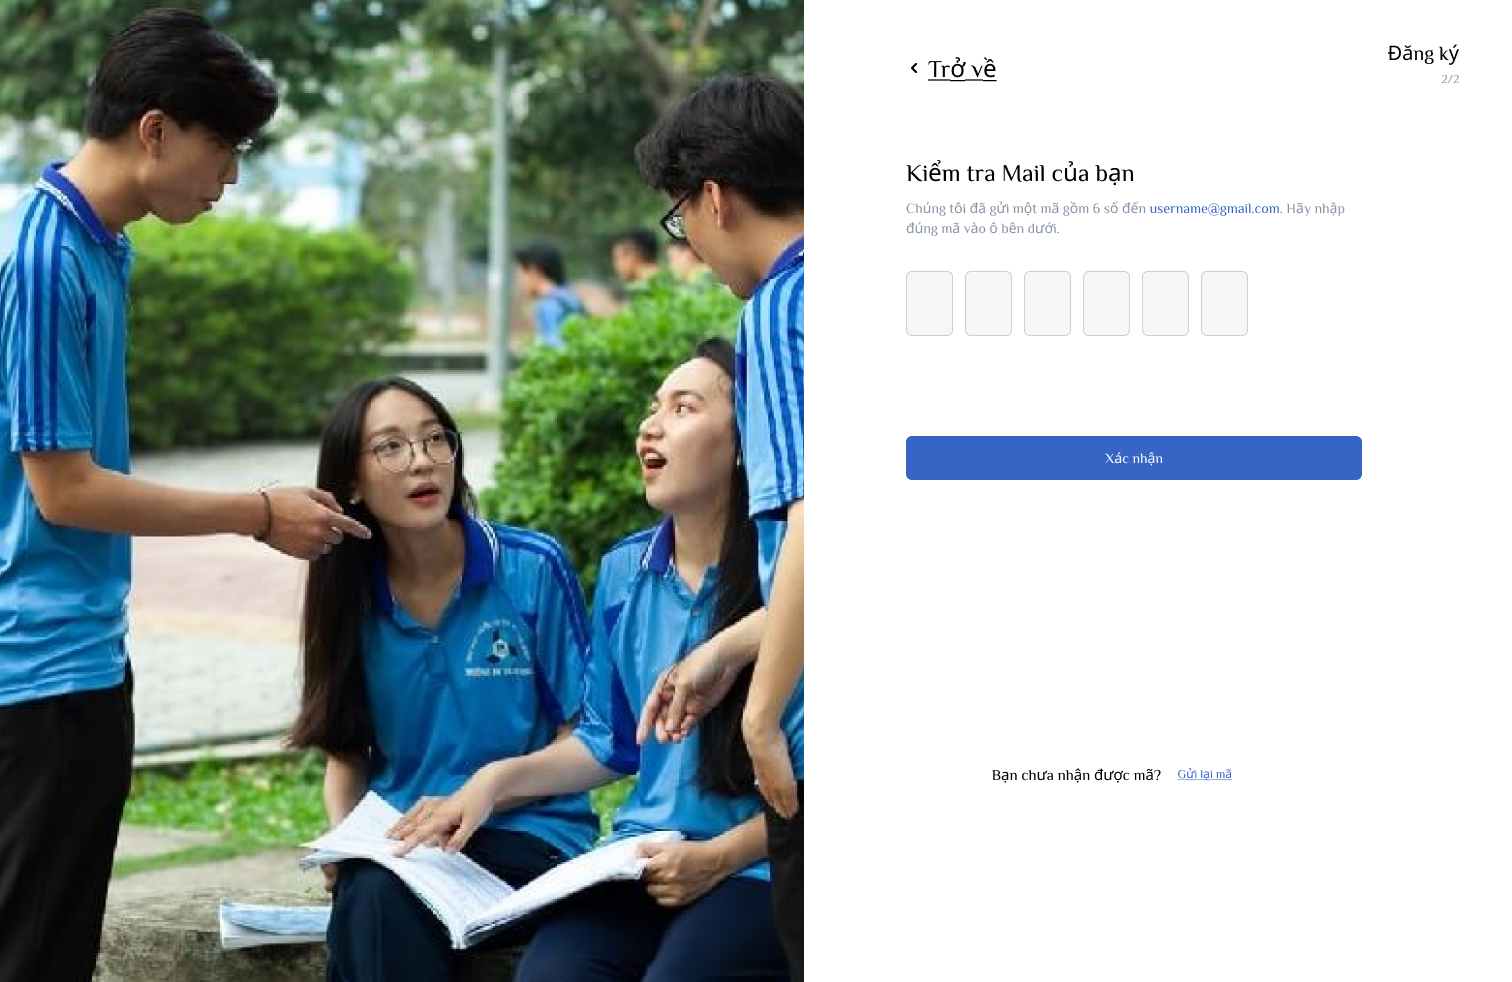 Trở về
Đăng ký
2/2
Kiểm tra Mail của bạn
Chúng tôi đã gửi một mã gồm 6 số đến username@gmail.com. Hãy nhập
đúng mã vào ô bên dưới.
Xác nhận
Bạn chưa nhận được mã? Gửi lại mã